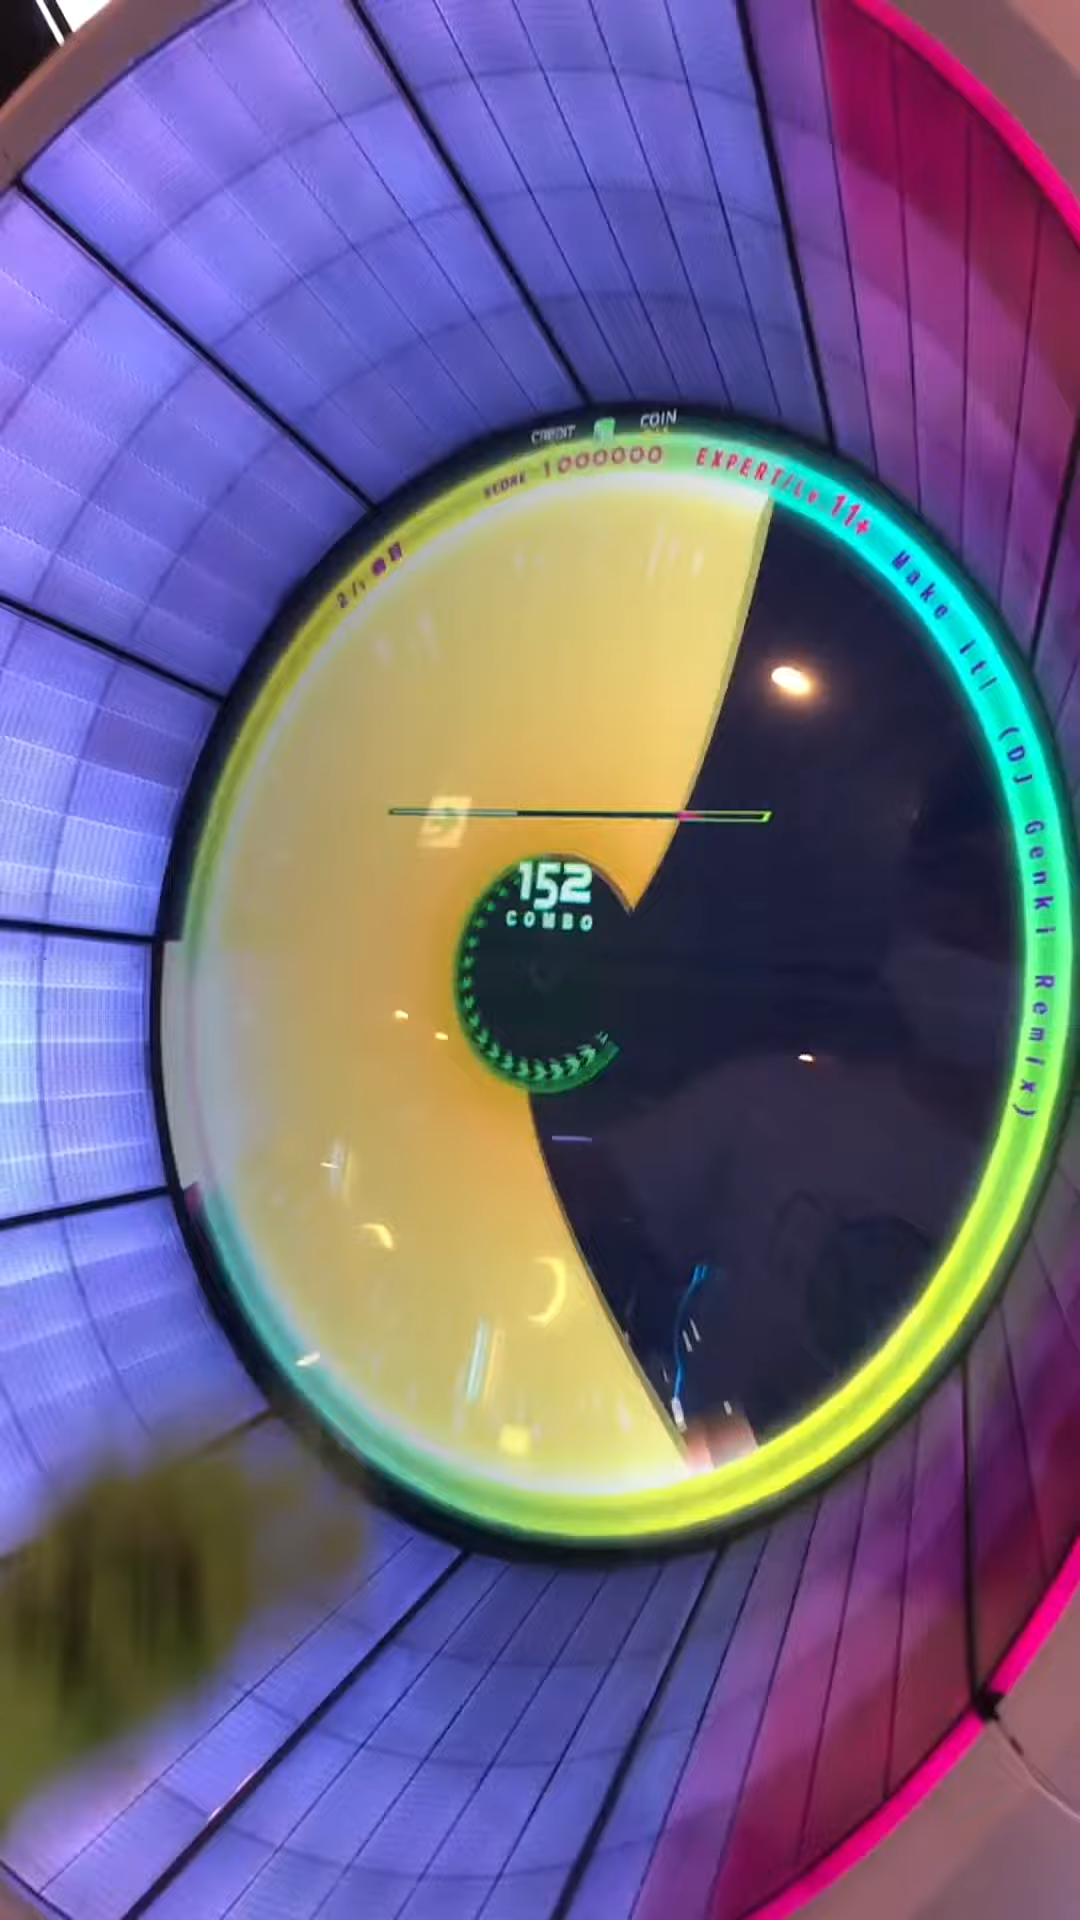 CREDIT COIN
SCORE 1000000
EXPERT/Lv 11+ Make It! (DJ Genki Remix)
152
COMBO